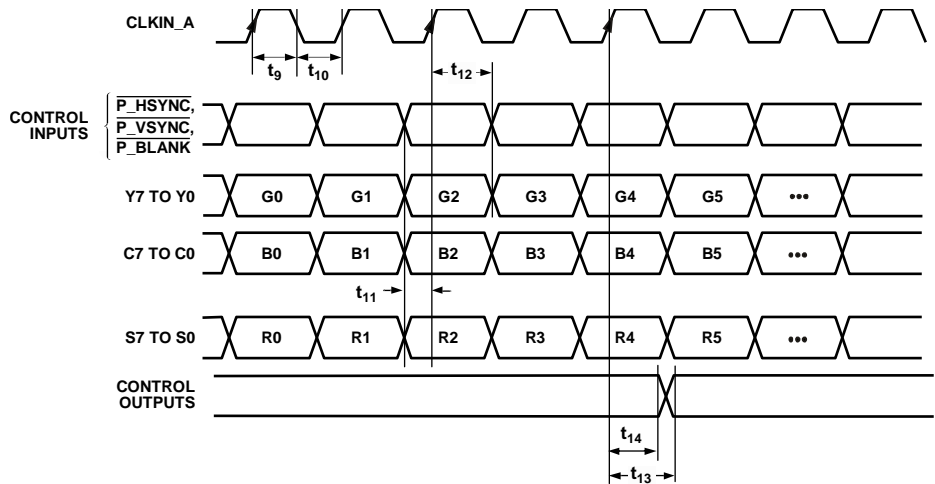 CLKIN_A
t9 t10 t12
CONTROL INPUTS
P_HSYNC,
P_VSYNC,
P_BLANK
Y7 TO Y0 G0 G1 G2 G3 G4 G5 •••
C7 TO C0 B0 B1 B2 B3 B4 B5 •••
t11
S7 TO S0 R0 R1 R2 R3 R4 R5 •••
CONTROL
OUTPUTS
t14
t13